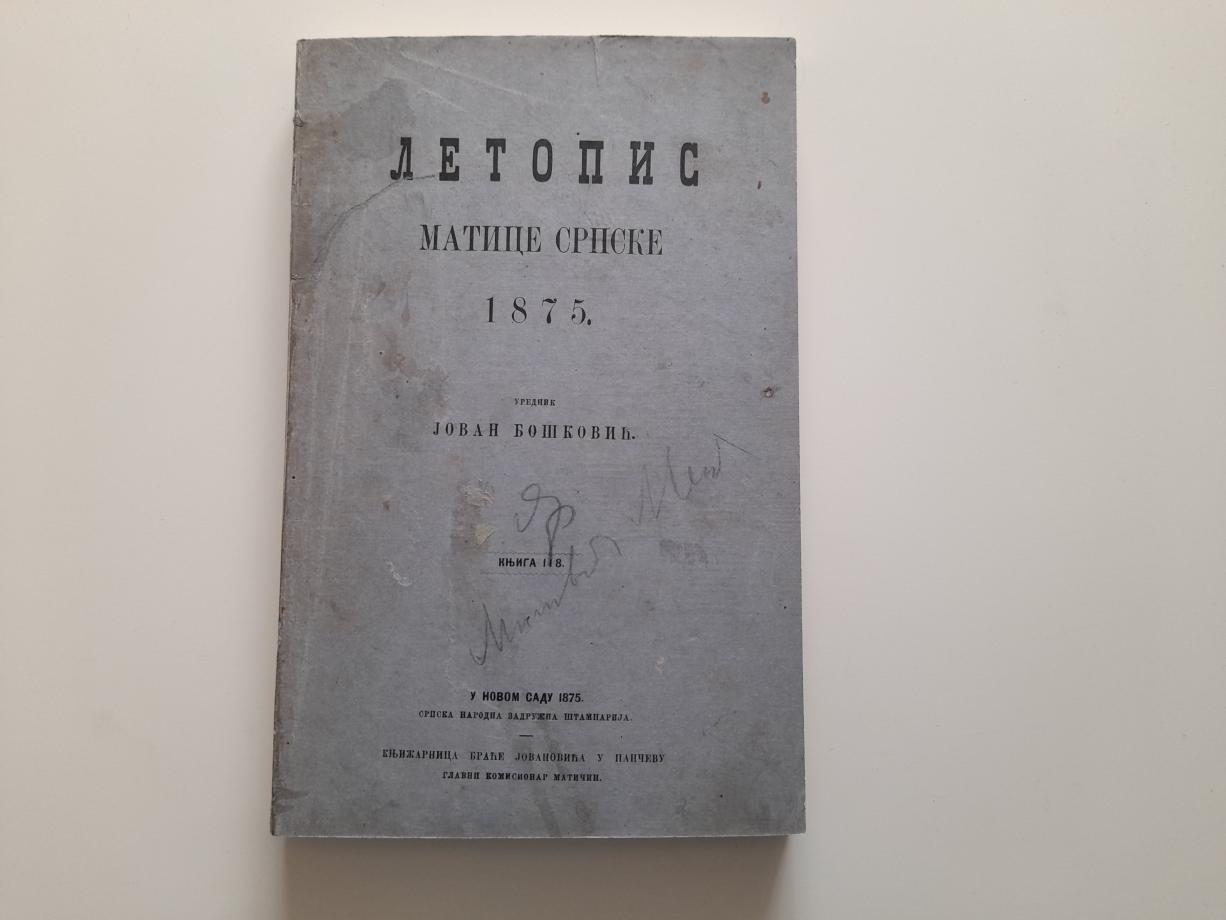 ЛЕТОПИС
МАТИЦЕ СРПСКЕ
1875.
УРЕДНИК
ЈОВАН БОШКОВИЋ.
КЊИГА 118.
У НОВОМ САДУ 1875.
СРПСКА НАРОДНА ЗАДРУЖНА ШТАМПАРИЈА.
КЊИЖАРНИЦА БРАЋЕ ЈОВАНОВИЋА У ПАНЧЕВУ
ГЛАВНИ КОМИСИОНАР МАТИЧИН.